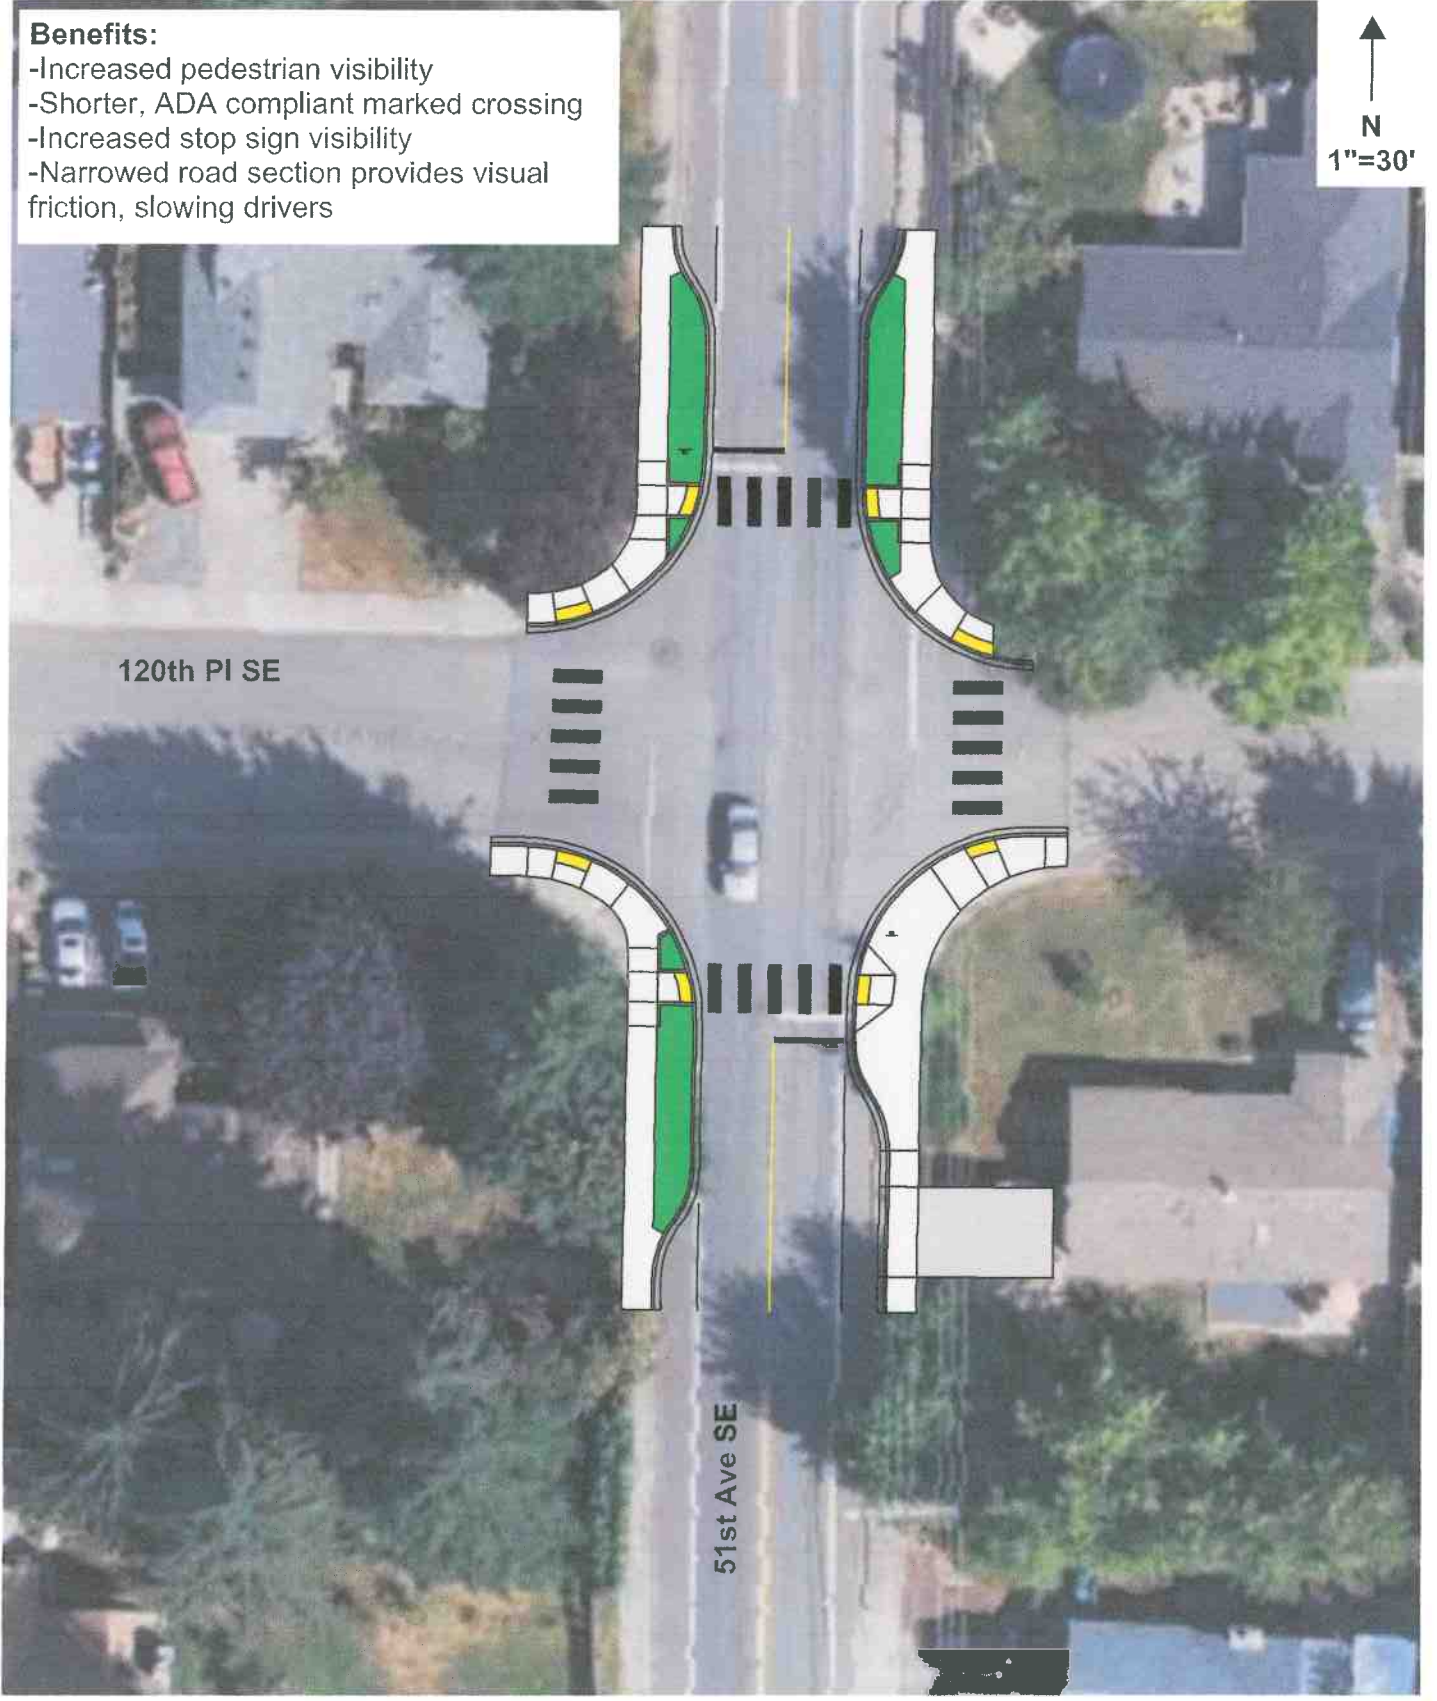 Benefits:
-Increased pedestrian visibility
-Shorter, ADA compliant marked crossing
-Increased stop sign visibility
-Narrowed road section provides visual
friction, slowing drivers
N
1"=30'
120th Pl SE
51st Ave SE